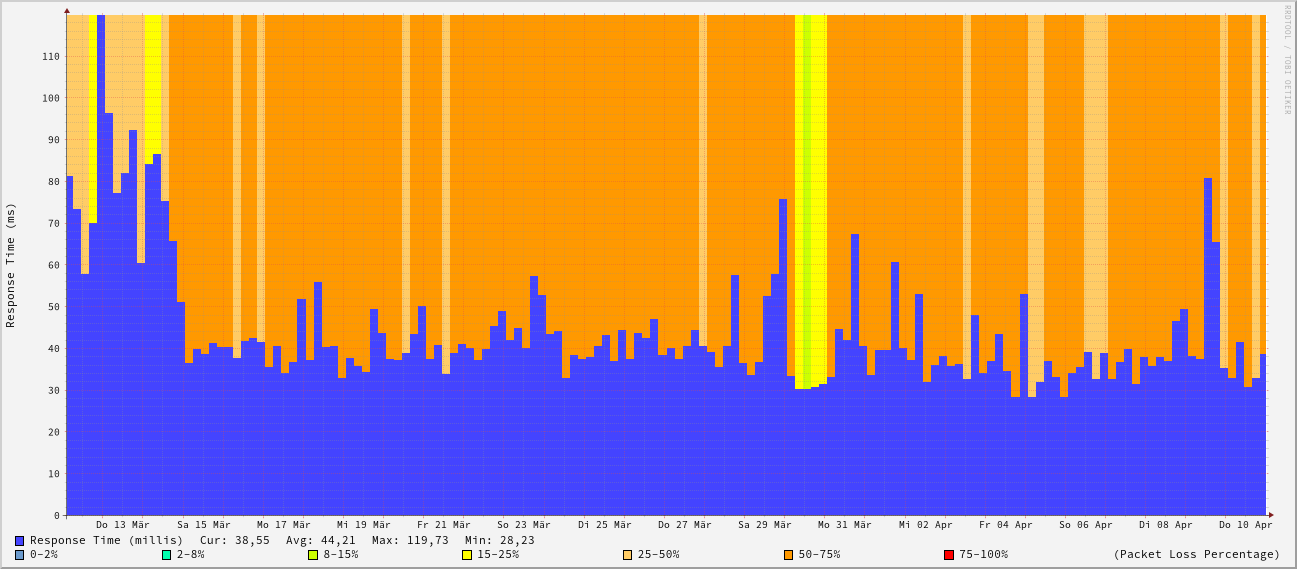 RRDTOOL / TOBI OETIKER
Response Time (ms)
110
100
90
80
70
60
50
40
30
20
10
0
Do 13 Mär Sa 15 Mär Mo 17 Mär Mi 19 Mär Fr 21 Mär So 23 Mär Di 25 Mär Do 27 Mär Sa 29 Mär Mo 31 Mär Mi 02 Apr Fr 04 Apr So 06 Apr Di 08 Apr Do 10 Apr
Response Time (millis) Cur: 38,55 Avg: 44,21 Max: 119,73 Min: 28,23
0-2% 2-8% 8-15% 15-25% 25-50% 50-75% 75-100% (Packet Loss Percentage)